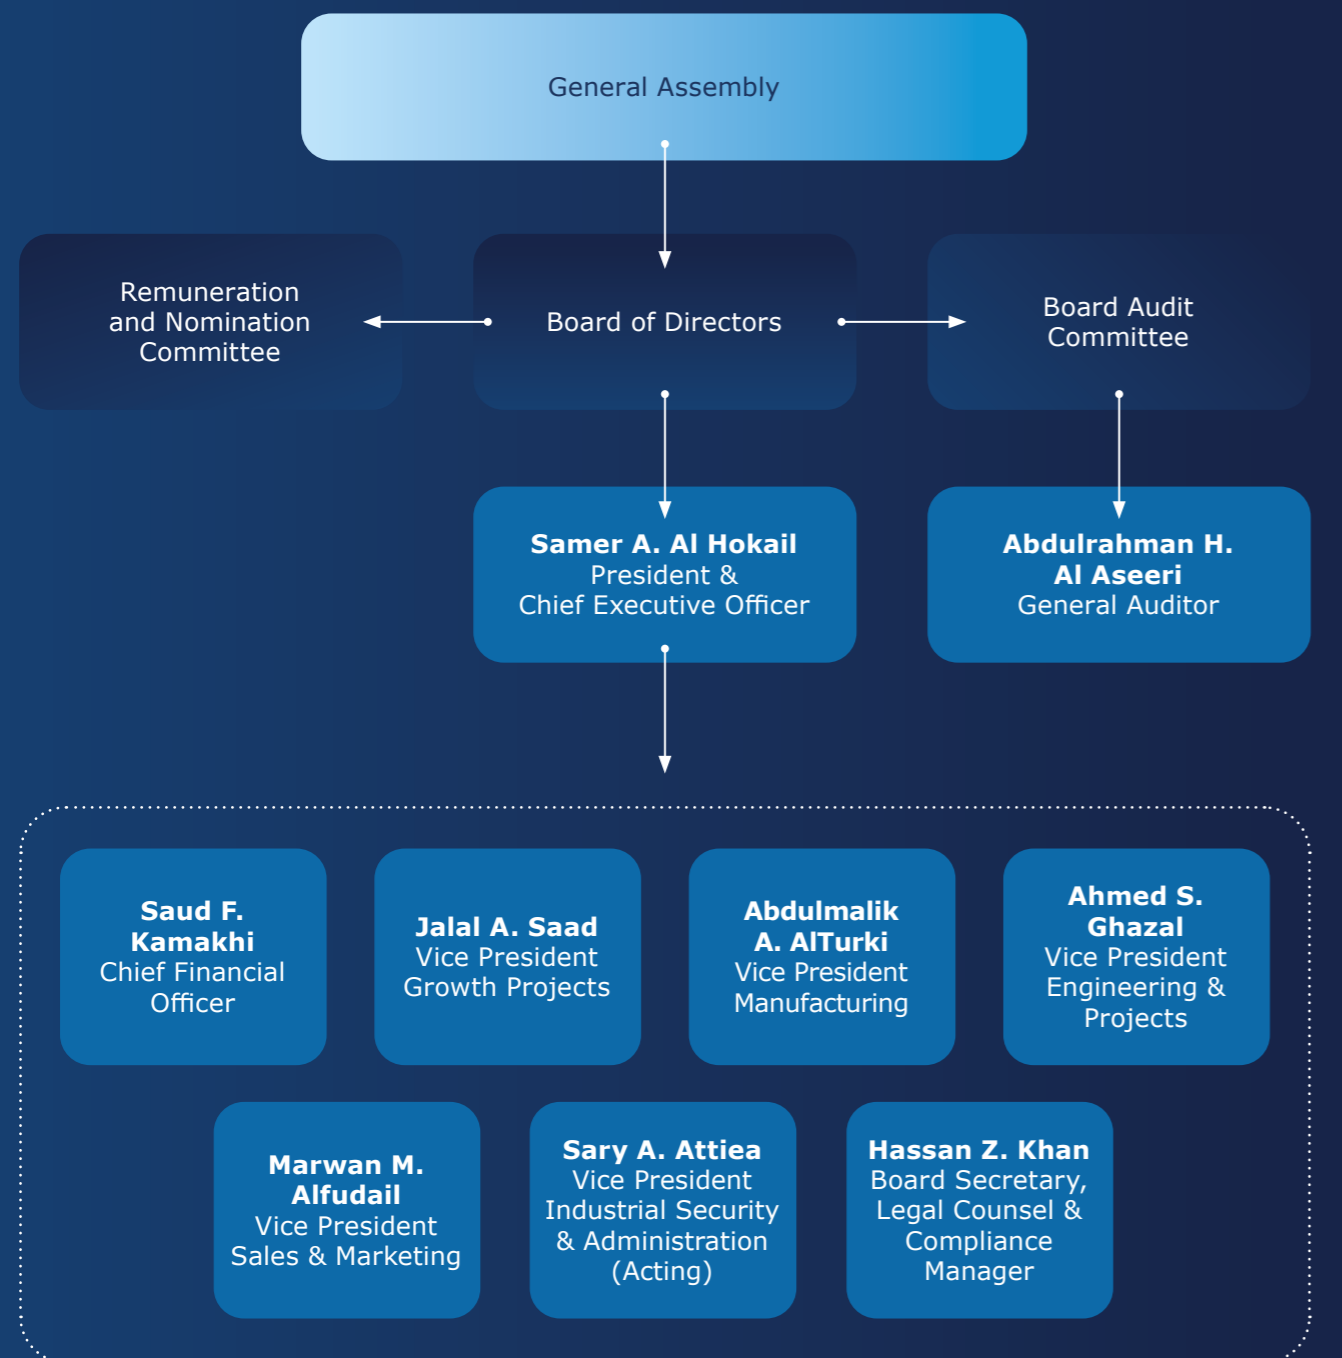 General Assembly
Remuneration
and Nomination
Committee
Board of Directors
Board Audit
Committee
Samer A. Al Hokail
President &
Chief Executive Officer
Abdulrahman H.
Al Aseeri
General Auditor
Saud F.
Kamakhi
Chief Financial
Officer
Jalal A. Saad
Vice President
Growth Projects
Abdulmalik
A. AlTurki
Vice President
Manufacturing
Ahmed S.
Ghazal
Vice President
Engineering &
Projects
Marwan M.
Alfudail
Vice President
Sales & Marketing
Sary A. Attiea
Vice President
Industrial Security
& Administration
(Acting)
Hassan Z. Khan
Board Secretary,
Legal Counsel &
Compliance
Manager